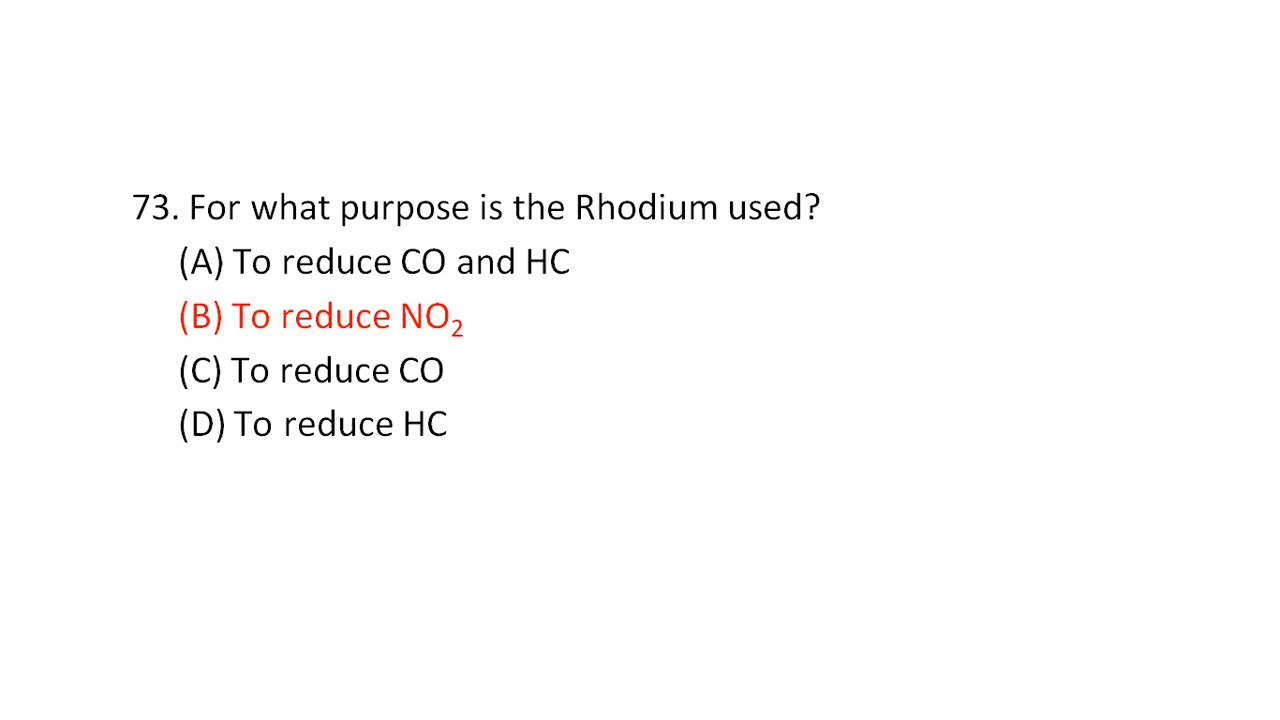 73. For what purpose is the Rhodium used?
(A) To reduce CO and HC
(B) To reduce NO₂
(C) To reduce CO
(D) To reduce HC